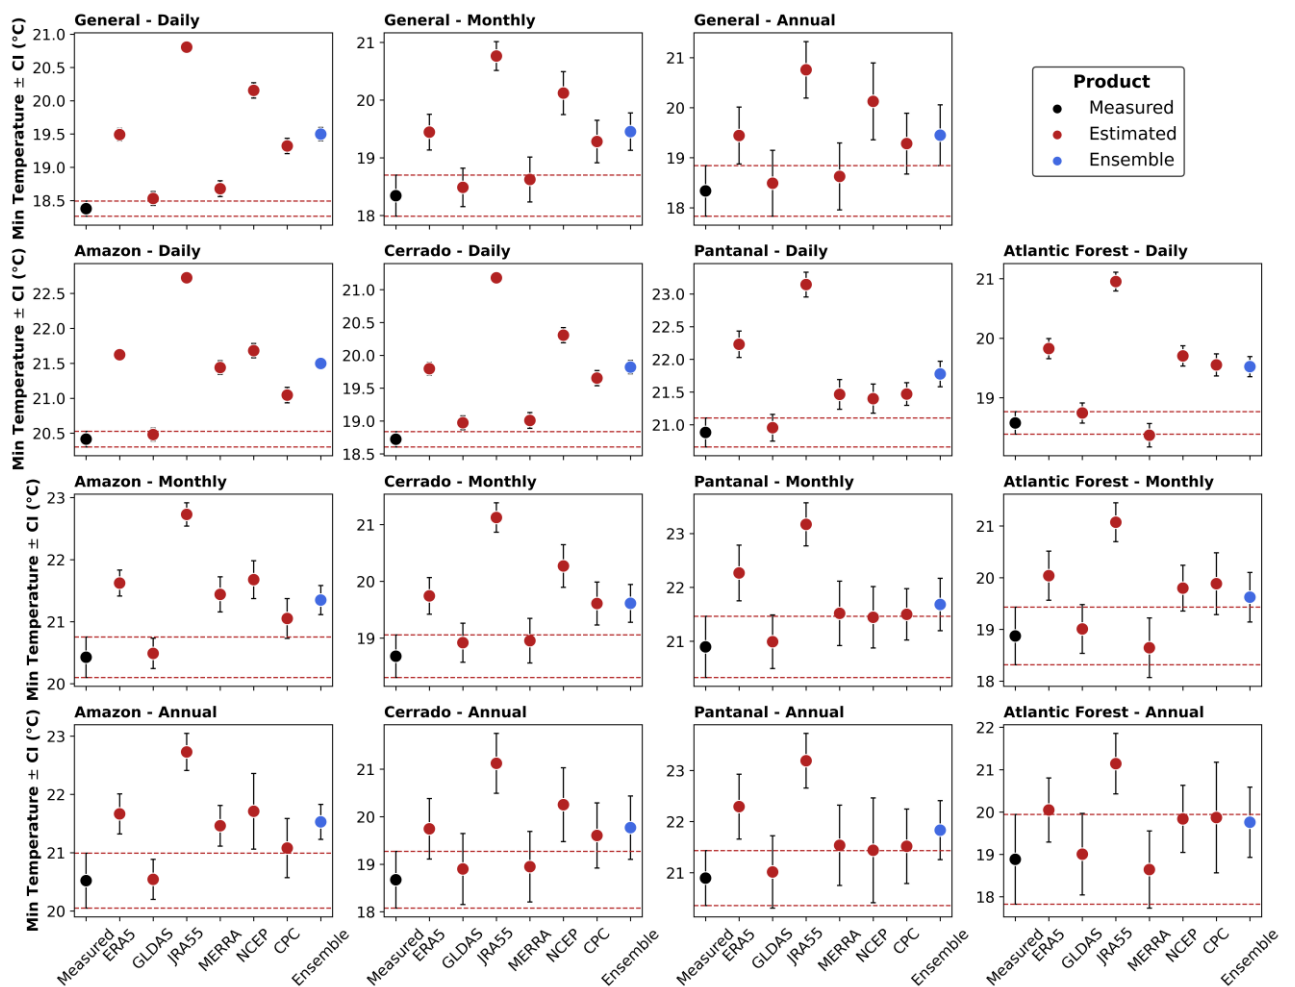 General - Daily
General - Monthly
General - Annual
Min Temperature ± CI (°C)
21.0
20.5
20.0
19.5
19.0
18.5
21
20
19
18
21
20
19
18
Product
Measured
Estimated
Ensemble
Amazon - Daily
Cerrado - Daily
Pantanal - Daily
Atlantic Forest - Daily
Min Temperature ± CI (°C)
22.5
22.0
21.5
21.0
20.5
21.0
20.5
20.0
19.5
19.0
18.5
23.0
22.5
22.0
21.5
21.0
21
20
19
Amazon - Monthly
Cerrado - Monthly
Pantanal - Monthly
Atlantic Forest - Monthly
Min Temperature ± CI (°C)
23
22
21
20
21
20
19
23
22
21
21
20
19
18
Amazon - Annual
Cerrado - Annual
Pantanal - Annual
Atlantic Forest - Annual
Min Temperature ± CI (°C)
23
22
21
20
21
20
19
18
23
22
21
22
21
20
19
18
Measured
ERA5
GLDAS
JRA55
MERRA
NCEP
CPC
Ensemble
Measured
ERA5
GLDAS
JRA55
MERRA
NCEP
CPC
Ensemble
Measured
ERA5
GLDAS
JRA55
MERRA
NCEP
CPC
Ensemble
Measured
ERA5
GLDAS
JRA55
MERRA
NCEP
CPC
Ensemble